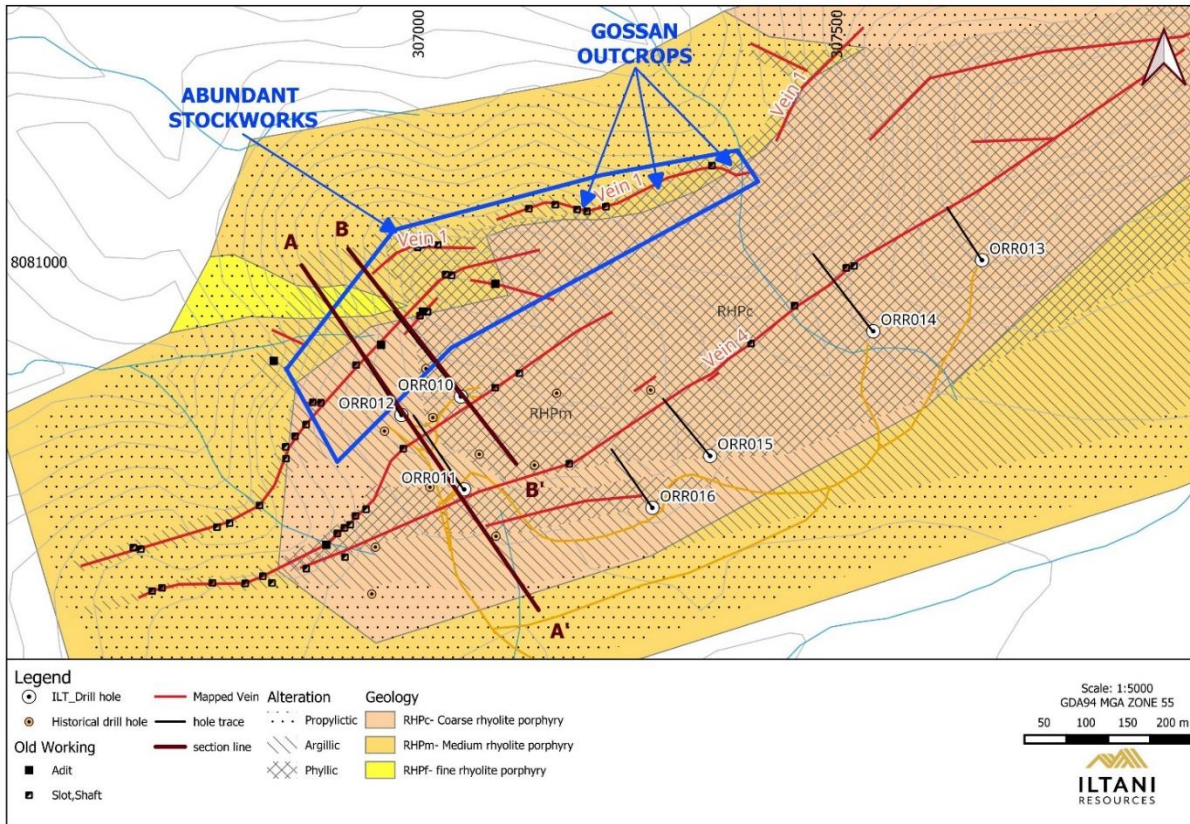 307000
307500
GOSSAN
OUTCROPS
ABUNDANT
STOCKWORKS
Vein 1
Vein 1
Vein 1
B
A
8081000
ORR013
RHPc
ORR014
Vein 4
ORR010
ORR012
RHPm
ORR015
ORR011
B'
ORR016
A'
Legend
ILT_Drill hole
Historical drill hole
Old Working
Adit
Slot,Shaft
Mapped Vein
hole trace
section line
Alteration
Propylictic
Argillic
Phyllic
Geology
RHPc- Coarse rhyolite porphyry
RHPm- Medium rhyolite porphyry
RHPf- fine rhyolite porphyry
Scale: 1:5000
GDA94 MGA ZONE 55
50 100 150 200 m
ILTANI
RESOURCES